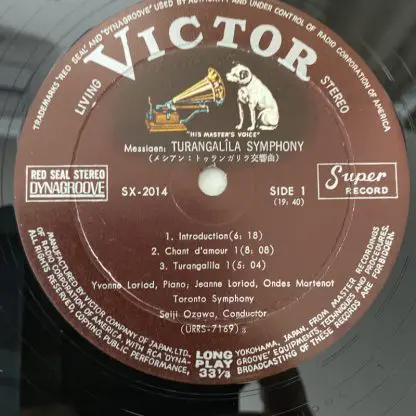 TRADEMARKS "RED SEAL" AND "DYNAGROOVE" USED BY AUTHORITY AND UNDER CONTROL OF RADIO CORPORATION OF AMERICA
LIVING VICTOR STEREO
"HIS MASTER'S VOICE"
Messiaen: TURANGALÎLA SYMPHONY
(メシアン:トゥランガリラ交響曲)
RED SEAL STEREO
DYNAGROOVE
SX-2014
SIDE 1
(19:40)
Super
RECORD
1. Introduction(6:18)
2. Chant d'amour 1(8:08)
3. Turangalîla 1(5:04)
Yvonne Loriod, Piano; Jeanne Loriod, Ondes Martenot
Toronto Symphony
Seiji Ozawa, Conductor
(URRS-7169)
LONG
PLAY
33⅓
MANUFACTURED BY VICTOR COMPANY OF JAPAN, LTD., YOKOHAMA, JAPAN, FROM MASTER RECORDINGS
OF RADIO CORPORATION OF AMERICA, WITH RCA "DYNAGROOVE" EQUIPMENTS, TECHNIQUES AND PROCEDURES.
ALL RIGHTS RESERVED. COPYING, PUBLIC PERFORMANCE, BROADCASTING OF THESE RECORDS ARE FORBIDDEN.